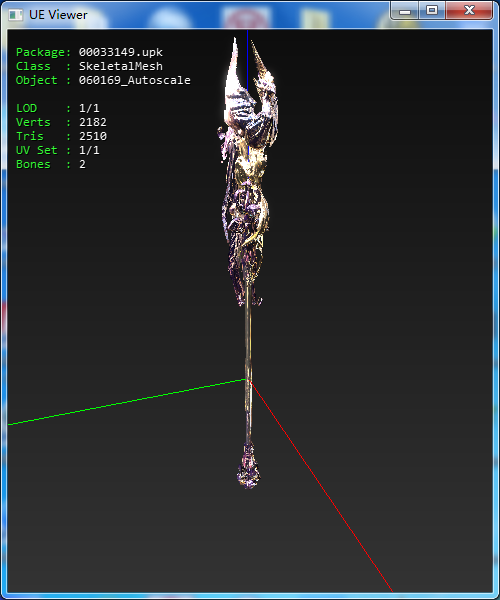 UE Viewer
Package: 00033149.upk
Class : SkeletalMesh
Object : 060169_Autoscale
LOD : 1/1
Verts : 2182
Tris : 2510
UV Set : 1/1
Bones : 2